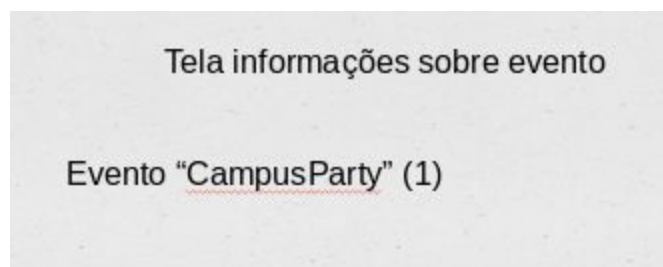 Tela informações sobre evento
Evento “CampusParty” (1)